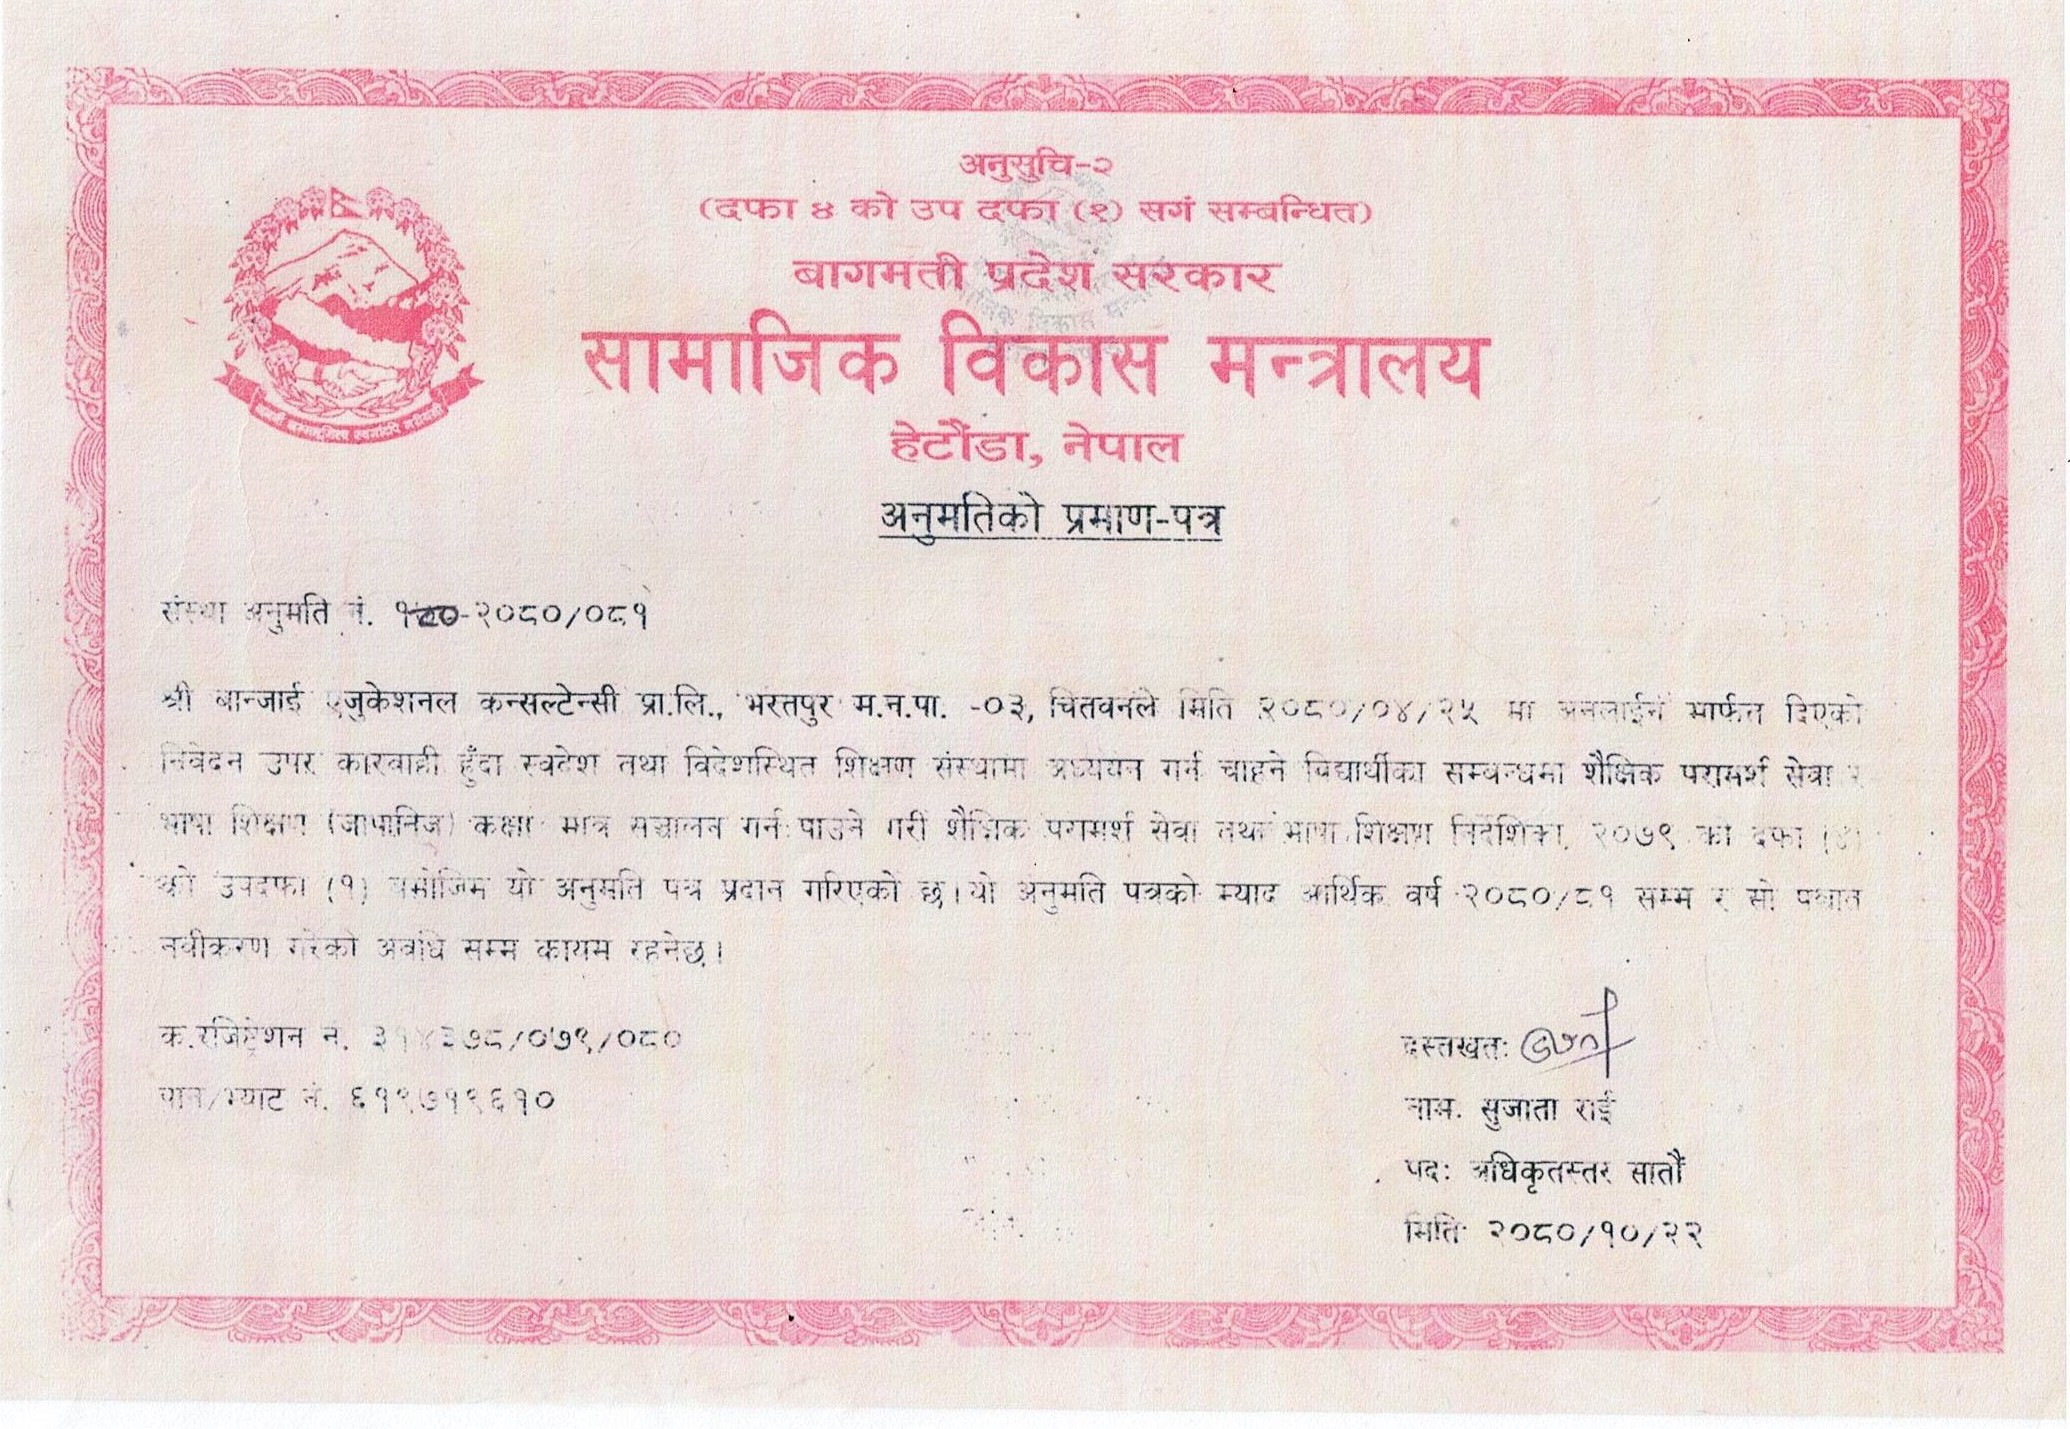 अनुसुचि-२
(दफा ४ को उप दफा (१) सगं सम्बन्धित)
बागमती प्रदेश सरकार
सामाजिक विकास मन्त्रालय
हेटौंडा, नेपाल
अनुमतिको प्रमाण-पत्र
संस्था अनुमति नं. -२०८०/०८१
श्री बान्जाई एजुकेशनल कन्सल्टेन्सी प्रा.लि., भरतपुर म.न.पा. -०३, चितवनले मिति २०८०/०४/२५ मा अनलाईन मार्फत दिएको
निवेदन उपर कारवाही हुँदा स्वदेश तथा विदेशस्थित शिक्षण संस्थामा अध्ययन गर्न चाहने विद्यार्थीका सम्बन्धमा शैक्षिक परामर्श सेवा र
भाषा शिक्षण (जापानिज) कक्षा मात्र सञ्चालन गर्न पाउने गरी शैक्षिक परामर्श सेवा तथा भाषा शिक्षण निर्देशिका, २०७९ को दफा
को उपदफा (१) बमोजिम यो अनुमति पत्र प्रदान गरिएको छ। यो अनुमति पत्रको म्याद आर्थिक वर्ष २०८०/८१ सम्म र सो पश्चात
नवीकरण गरेको अवधि सम्म कायम रहनेछ।
क.रजिष्ट्रेशन नं. ३१४३७८/०७९/०८०
पान/भ्याट नं. ६१९७१९६१०
दस्तखत:
नाम: सुजाता राई
पद: अधिकृतस्तर सातौं
मिति: २०८०/१०/२२